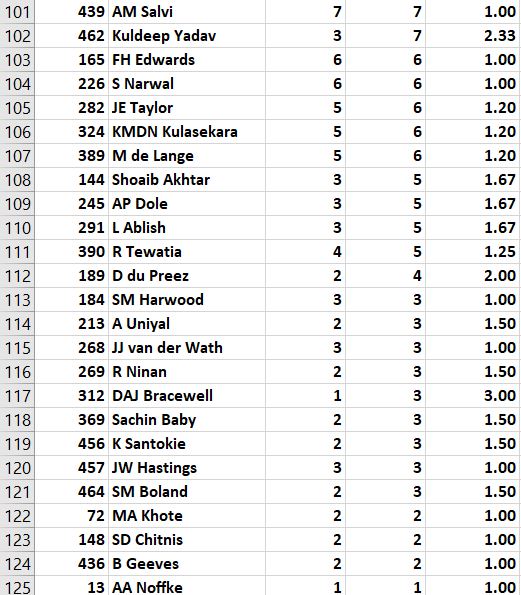 101 439 AM Salvi 7 7 1.00
102 462 Kuldeep Yadav 3 7 2.33
103 165 FH Edwards 6 6 1.00
104 226 S Narwal 6 6 1.00
105 282 JE Taylor 5 6 1.20
106 324 KMDN Kulasekara 5 6 1.20
107 389 M de Lange 5 6 1.20
108 144 Shoaib Akhtar 3 5 1.67
109 245 AP Dole 3 5 1.67
110 291 L Ablish 3 5 1.67
111 390 R Tewatia 4 5 1.25
112 189 D du Preez 2 4 2.00
113 184 SM Harwood 3 3 1.00
114 213 A Uniyal 2 3 1.50
115 268 JJ van der Wath 3 3 1.00
116 269 R Ninan 2 3 1.50
117 312 DAJ Bracewell 1 3 3.00
118 369 Sachin Baby 2 3 1.50
119 456 K Santokie 2 3 1.50
120 457 JW Hastings 3 3 1.00
121 464 SM Boland 2 3 1.50
122 72 MA Khote 2 2 1.00
123 148 SD Chitnis 2 2 1.00
124 436 B Geeves 2 2 1.00
125 13 AA Noffke 1 1 1.00